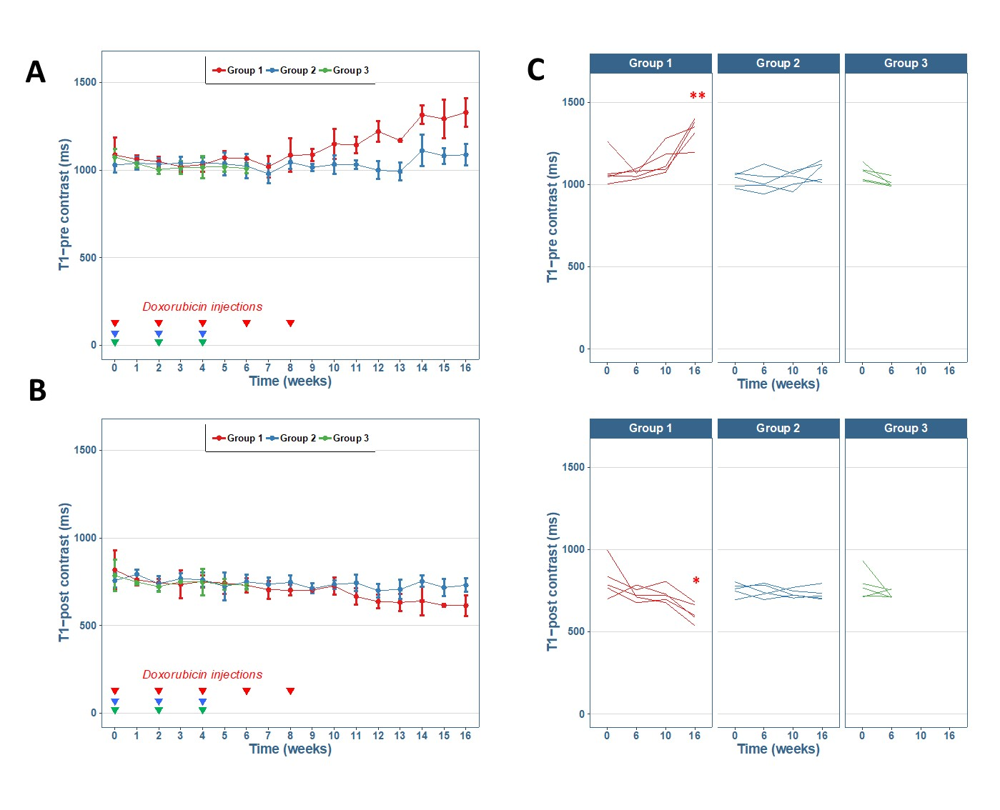 A
Group 1 Group 2 Group 3
1500
1000
500
0
T1−pre contrast (ms)
Doxorubicin injections
0 1 2 3 4 5 6 7 8 9 10 11 12 13 14 15 16
Time (weeks)
B
Group 1 Group 2 Group 3
1500
1000
500
0
T1−post contrast (ms)
Doxorubicin injections
0 1 2 3 4 5 6 7 8 9 10 11 12 13 14 15 16
Time (weeks)
C
Group 1 Group 2 Group 3
**
1500
1000
500
0
T1−pre contrast (ms)
0 6 10 16 0 6 10 16 0 6 10 16
Time (weeks)
Group 1 Group 2 Group 3
1500
1000
*
500
0
T1−post contrast (ms)
0 6 10 16 0 6 10 16 0 6 10 16
Time (weeks)